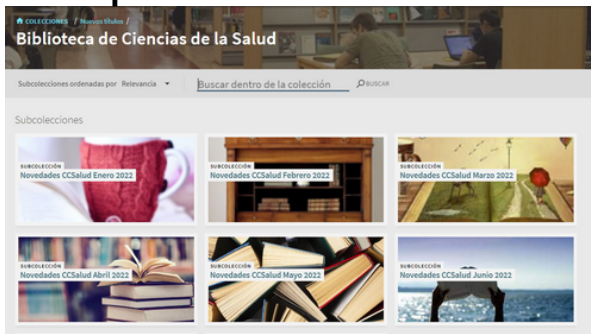 COLECCIONES / Nuevos títulos /
Biblioteca de Ciencias de la Salud
Subcolecciones ordenadas por Relevancia
Buscar dentro de la colección
BUSCAR
Subcolecciones
SUBCOLECCIÓN
Novedades CCSalud Enero 2022
SUBCOLECCIÓN
Novedades CCSalud Febrero 2022
SUBCOLECCIÓN
Novedades CCSalud Marzo 2022
SUBCOLECCIÓN
Novedades CCSalud Abril 2022
SUBCOLECCIÓN
Novedades CCSalud Mayo 2022
SUBCOLECCIÓN
Novedades CCSalud Junio 2022